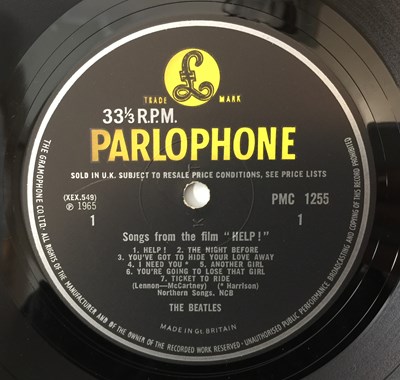 £
TRADE MARK
33⅓ R.P.M.
PARLOPHONE
SOLD IN U.K. SUBJECT TO RESALE PRICE CONDITIONS, SEE PRICE LISTS
(XEX.549)
℗ 1965
1
PMC 1255
1
Songs from the film "HELP!"
1. HELP! 2. THE NIGHT BEFORE
3. YOU'VE GOT TO HIDE YOUR LOVE AWAY
4. I NEED YOU* 5. ANOTHER GIRL
6. YOU'RE GOING TO LOSE THAT GIRL
7. TICKET TO RIDE
(Lennon—McCartney) (* Harrison)
Northern Songs. NCB
THE BEATLES
MADE IN GT. BRITAIN
THE GRAMOPHONE CO. LTD. ALL RIGHTS OF THE MANUFACTURER AND OF THE OWNER OF THE RECORDED WORK RESERVED. UNAUTHORISED PUBLIC PERFORMANCE, BROADCASTING AND COPYING OF THIS RECORD PROHIBITED